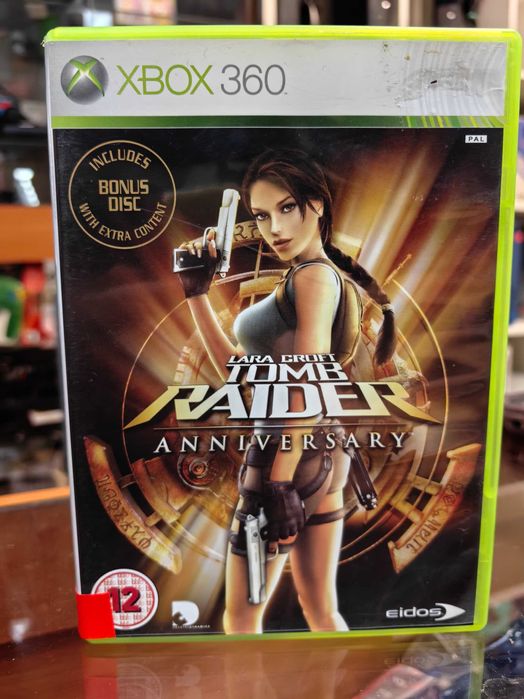 XBOX 360
PAL
INCLUDES
BONUS
DISC
WITH EXTRA CONTENT
LARA CROFT
TOMB
RAIDER
ANNIVERSARY
12
eidos